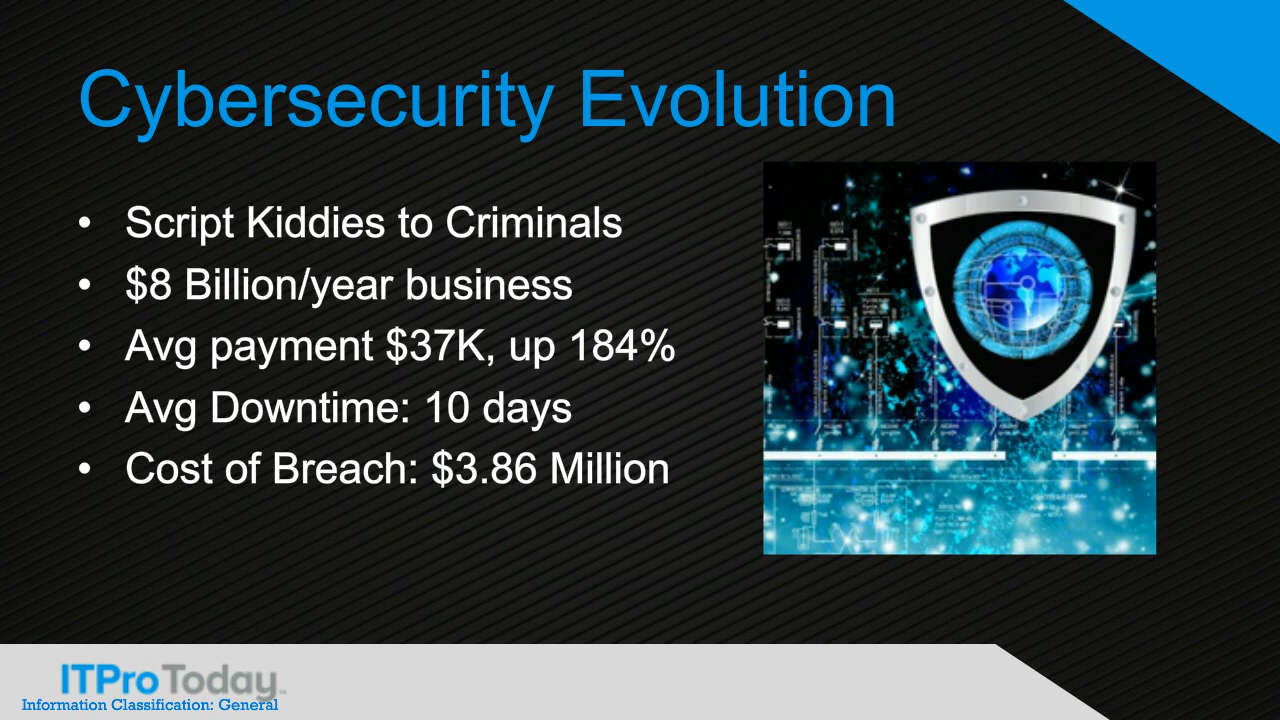 Cybersecurity Evolution
• Script Kiddies to Criminals
• $8 Billion/year business
• Avg payment $37K, up 184%
• Avg Downtime: 10 days
• Cost of Breach: $3.86 Million
ITProToday
Information Classification: General